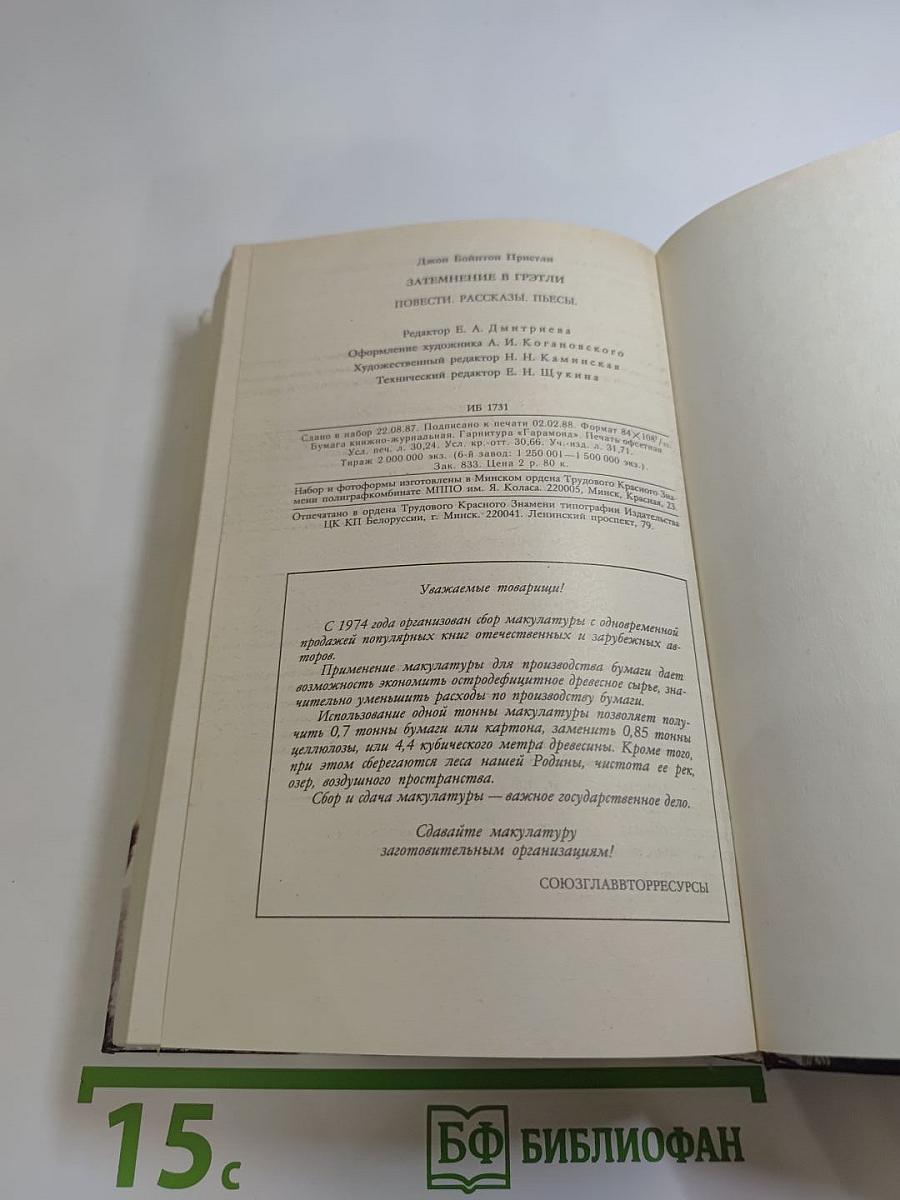 Джон Бойнтон Пристли
ЗАТЕМНЕНИЕ В ГРЭТЛИ
ПОВЕСТИ. РАССКАЗЫ. ПЬЕСЫ.
Редактор Е. А. Дмитриева
Оформление художника А. И. Когановского
Художественный редактор Н. Н. Каминская
Технический редактор Е. Н. Щукина
ИБ 1731
Сдано в набор 22.08.87. Подписано к печати 02.02.88. Формат 84×108¹/₃₂.
Бумага книжно-журнальная. Гарнитура «Гарамонд». Печать офсетная
Усл. печ. л. 30,24. Усл. кр.-отт. 30,66. Уч.-изд. л. 31,71.
Тираж 2 000 000 экз. (6-й завод: 1 250 001—1 500 000 экз.).
Зак. 833. Цена 2 р. 80 к.
Набор и фотоформы изготовлены в Минском ордена Трудового Красного Зна-
мени полиграфкомбинате МППО им. Я. Коласа. 220005, Минск, Красная, 23.
Отпечатано в ордена Трудового Красного Знамени типографии Издательства
ЦК КП Белоруссии, г. Минск. 220041. Ленинский проспект, 79.
Уважаемые товарищи!
С 1974 года организован сбор макулатуры с одновременной
продажей популярных книг отечественных и зарубежных ав-
торов.
Применение макулатуры для производства бумаги дает
возможность экономить остродефицитное древесное сырье, зна-
чительно уменьшить расходы по производству бумаги.
Использование одной тонны макулатуры позволяет полу-
чить 0,7 тонны бумаги или картона, заменить 0,85 тонны
целлюлозы, или 4,4 кубического метра древесины. Кроме того,
при этом сберегаются леса нашей Родины, чистота ее рек,
озер, воздушного пространства.
Сбор и сдача макулатуры — важное государственное дело.
Сдавайте макулатуру
заготовительным организациям!
СОЮЗГЛАВВТОРРЕСУРСЫ
15 с
БФ БИБЛИОФАН